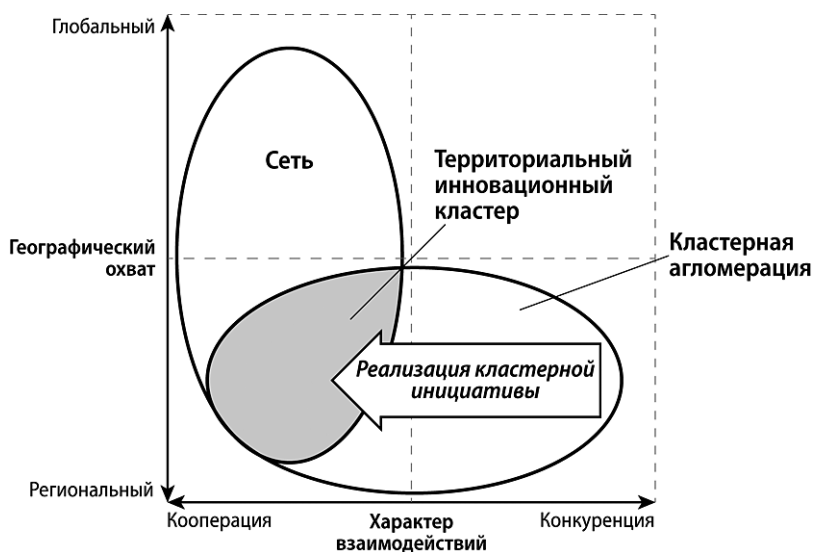 Глобальный
Сеть
Территориальный
инновационный
кластер
Географический
охват
Кластерная
агломерация
Реализация кластерной
инициативы
Региональный
Кооперация
Характер
взаимодействий
Конкуренция